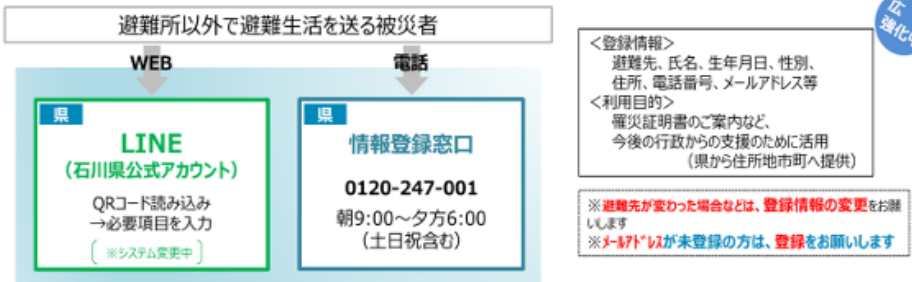 避難所以外で避難生活を送る被災者
WEB
電話
県
LINE
（石川県公式アカウント）
QRコード読み込み
→必要項目を入力
※システム変更中
県
情報登録窓口
0120-247-001
朝9:00～夕方6:00
（土日祝含む）
広
強化
＜登録情報＞
避難先、氏名、生年月日、性別、
住所、電話番号、メールアドレス等
＜利用目的＞
罹災証明書のご案内など、
今後の行政からの支援のために活用
（県から住所地市町へ提供）
※避難先が変わった場合などは、登録情報の変更をお願
いします
※メールアドレスが未登録の方は、登録をお願いします